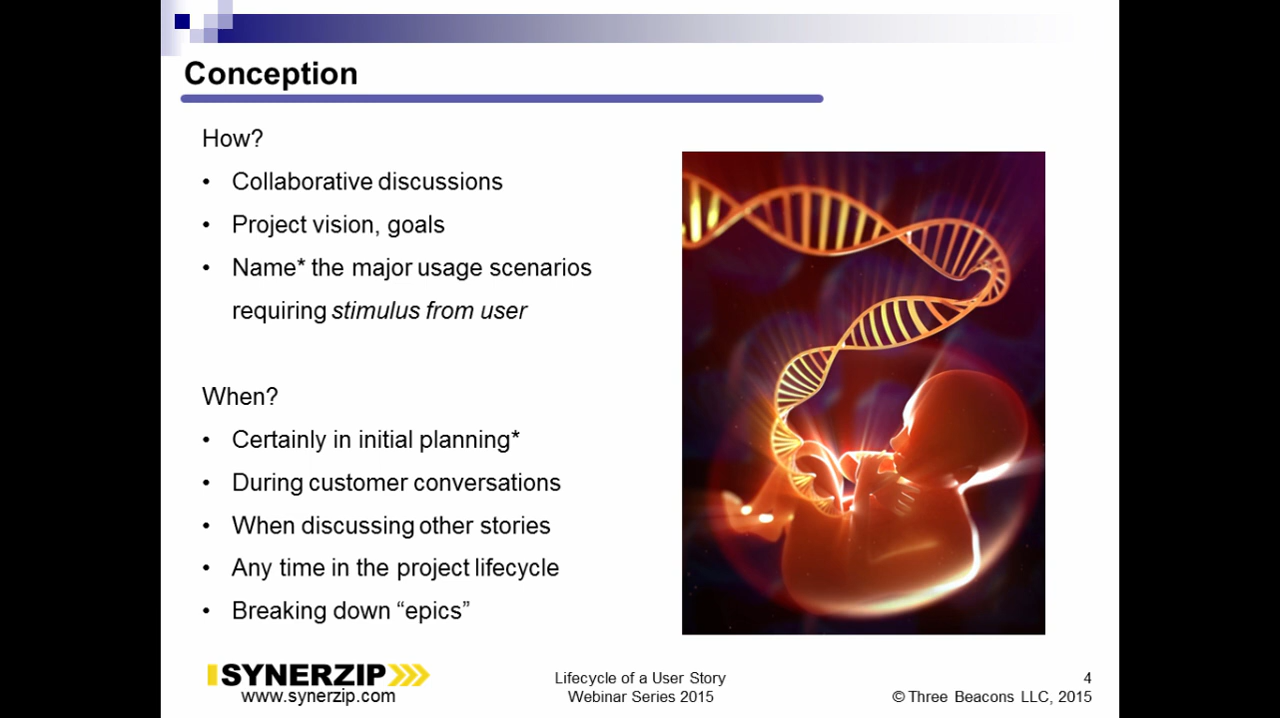 Conception
How?
• Collaborative discussions
• Project vision, goals
• Name* the major usage scenarios
requiring stimulus from user
When?
• Certainly in initial planning*
• During customer conversations
• When discussing other stories
• Any time in the project lifecycle
• Breaking down “epics”
SYNERZIP
www.synerzip.com
Lifecycle of a User Story
Webinar Series 2015
4
© Three Beacons LLC, 2015